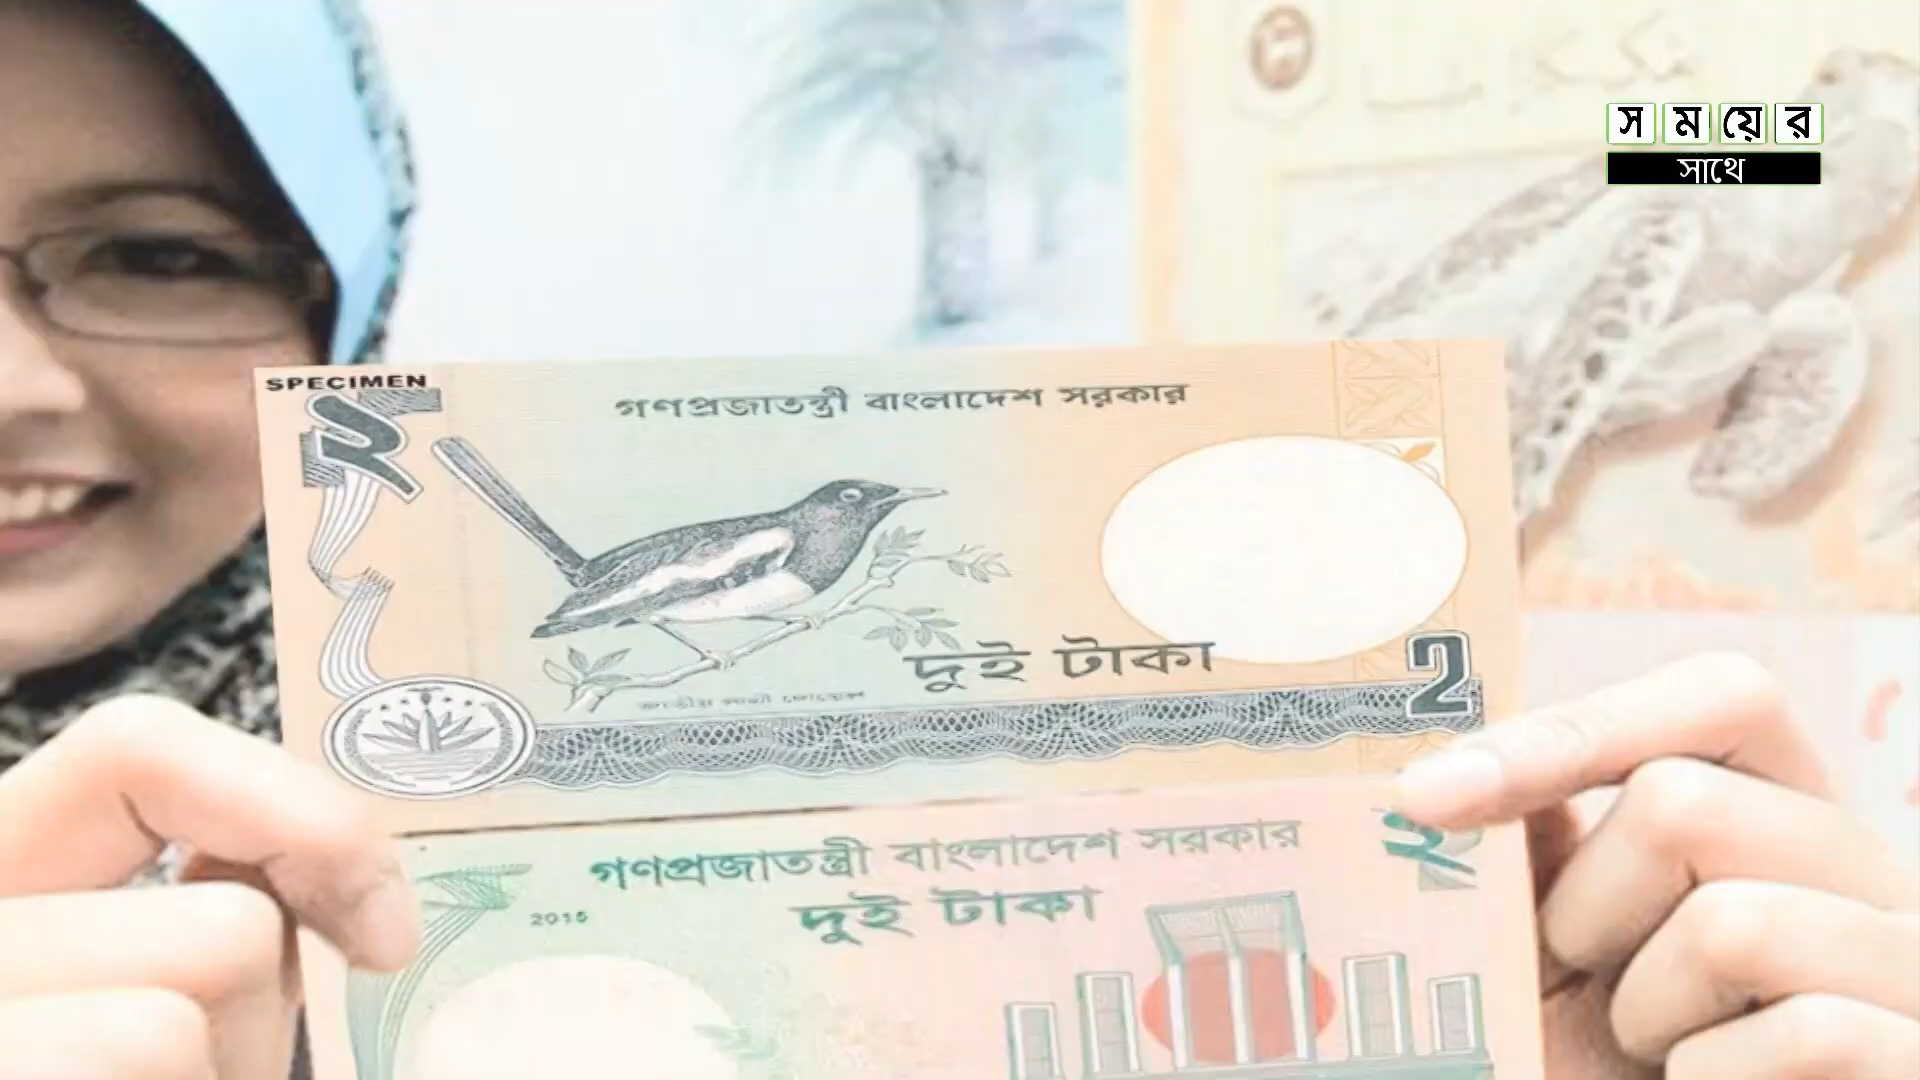 সময়ের
সাথে
SPECIMEN
২
গণপ্রজাতন্ত্রী বাংলাদেশ সরকার
দুই টাকা
জাতীয় পাখী দোয়েল
2
গণপ্রজাতন্ত্রী বাংলাদেশ সরকার
২
2016
দুই টাকা